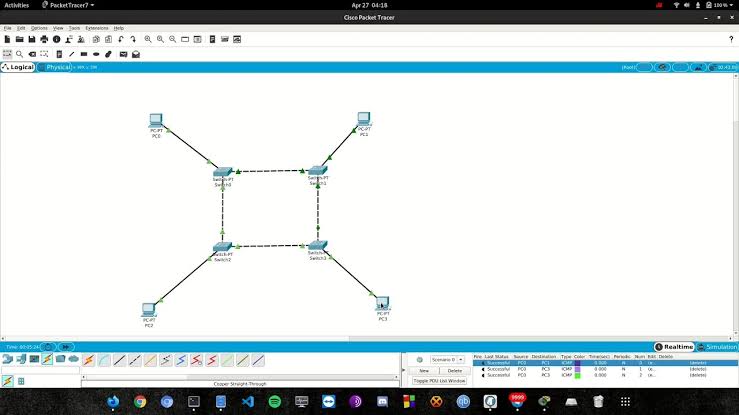 Activities PacketTracer7 Apr 27 04:18 100 %
Cisco Packet Tracer
File Edit Options View Tools Extensions Help
Logical Physical
PC-PT
PC0
PC-PT
PC1
Switch-PT
Switch0
Switch-PT
Switch1
Switch-PT
Switch2
Switch-PT
Switch3
PC-PT
PC2
PC-PT
PC3
Time: 00:05:24
Realtime Simulation
Scenario 0
New Delete
Toggle PDU List Window
Copper Straight-Through
Fire Last Status Source Destination Type Color Time(sec) Periodic Num Edit Delete
Successful PC0 PC1 ICMP 0.000 N 0 (delete)
Successful PC0 PC3 ICMP 0.000 N 1 (delete)
Successful PC0 PC2 ICMP 0.000 N 2 (delete)
9999